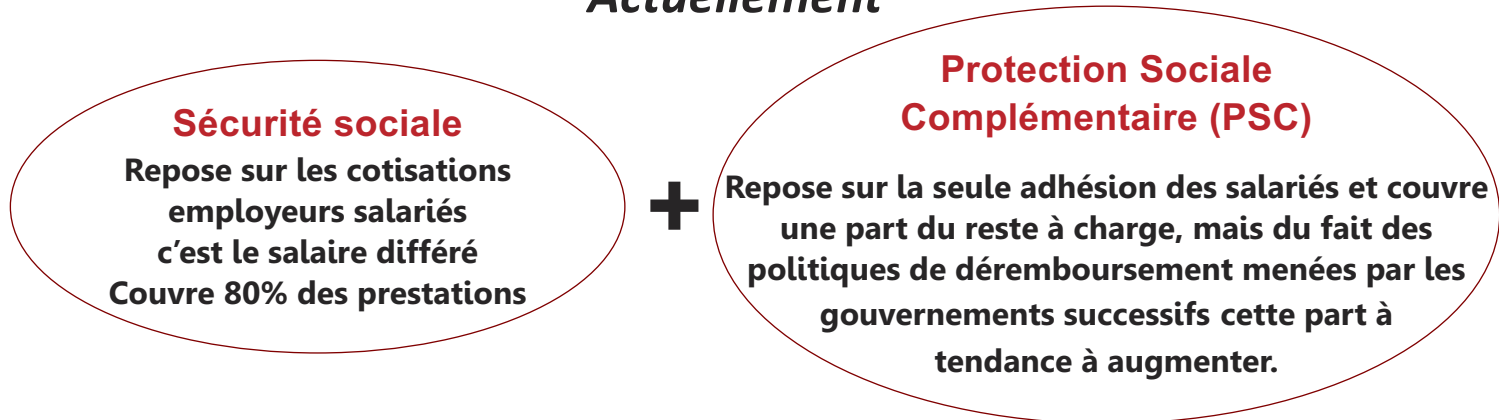 Actuellement
Sécurité sociale
Repose sur les cotisations
employeurs salariés
c'est le salaire différé
Couvre 80% des prestations
+
Protection Sociale
Complémentaire (PSC)
Repose sur la seule adhésion des salariés et couvre
une part du reste à charge, mais du fait des
politiques de déremboursement menées par les
gouvernements successifs cette part à
tendance à augmenter.